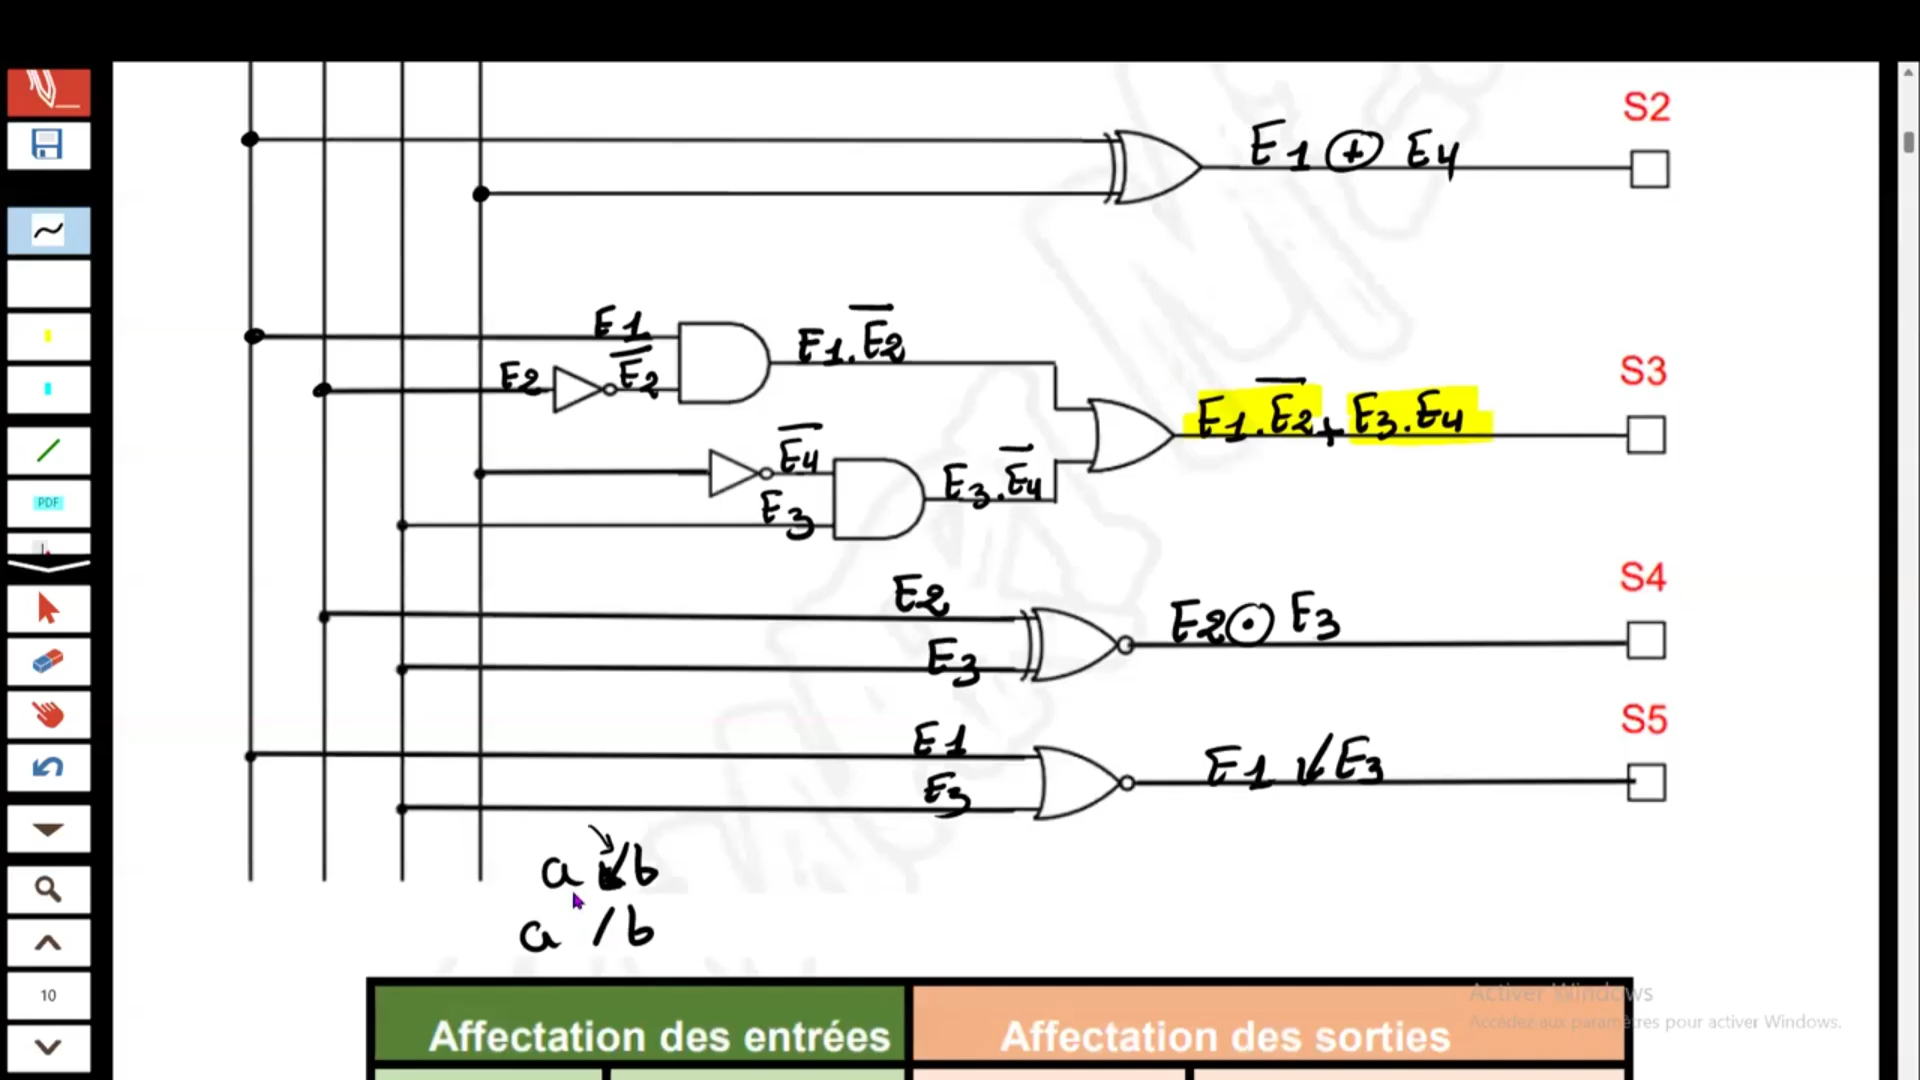 S2
E1 ⊕ E4
E1
E1.E̅2̅
E2
E̅2̅
S3
E1.E̅2̅ + E3.E4
E̅4̅
E3.E̅4̅
E3
S4
E2
E2 ⊙ E3
E3
S5
E1
E1 ↓ E3
E3
a ↓ b
a / b
PDF
10
Affectation des entrées
Affectation des sorties
Activer Windows
Accédez aux paramètres pour activer Windows.